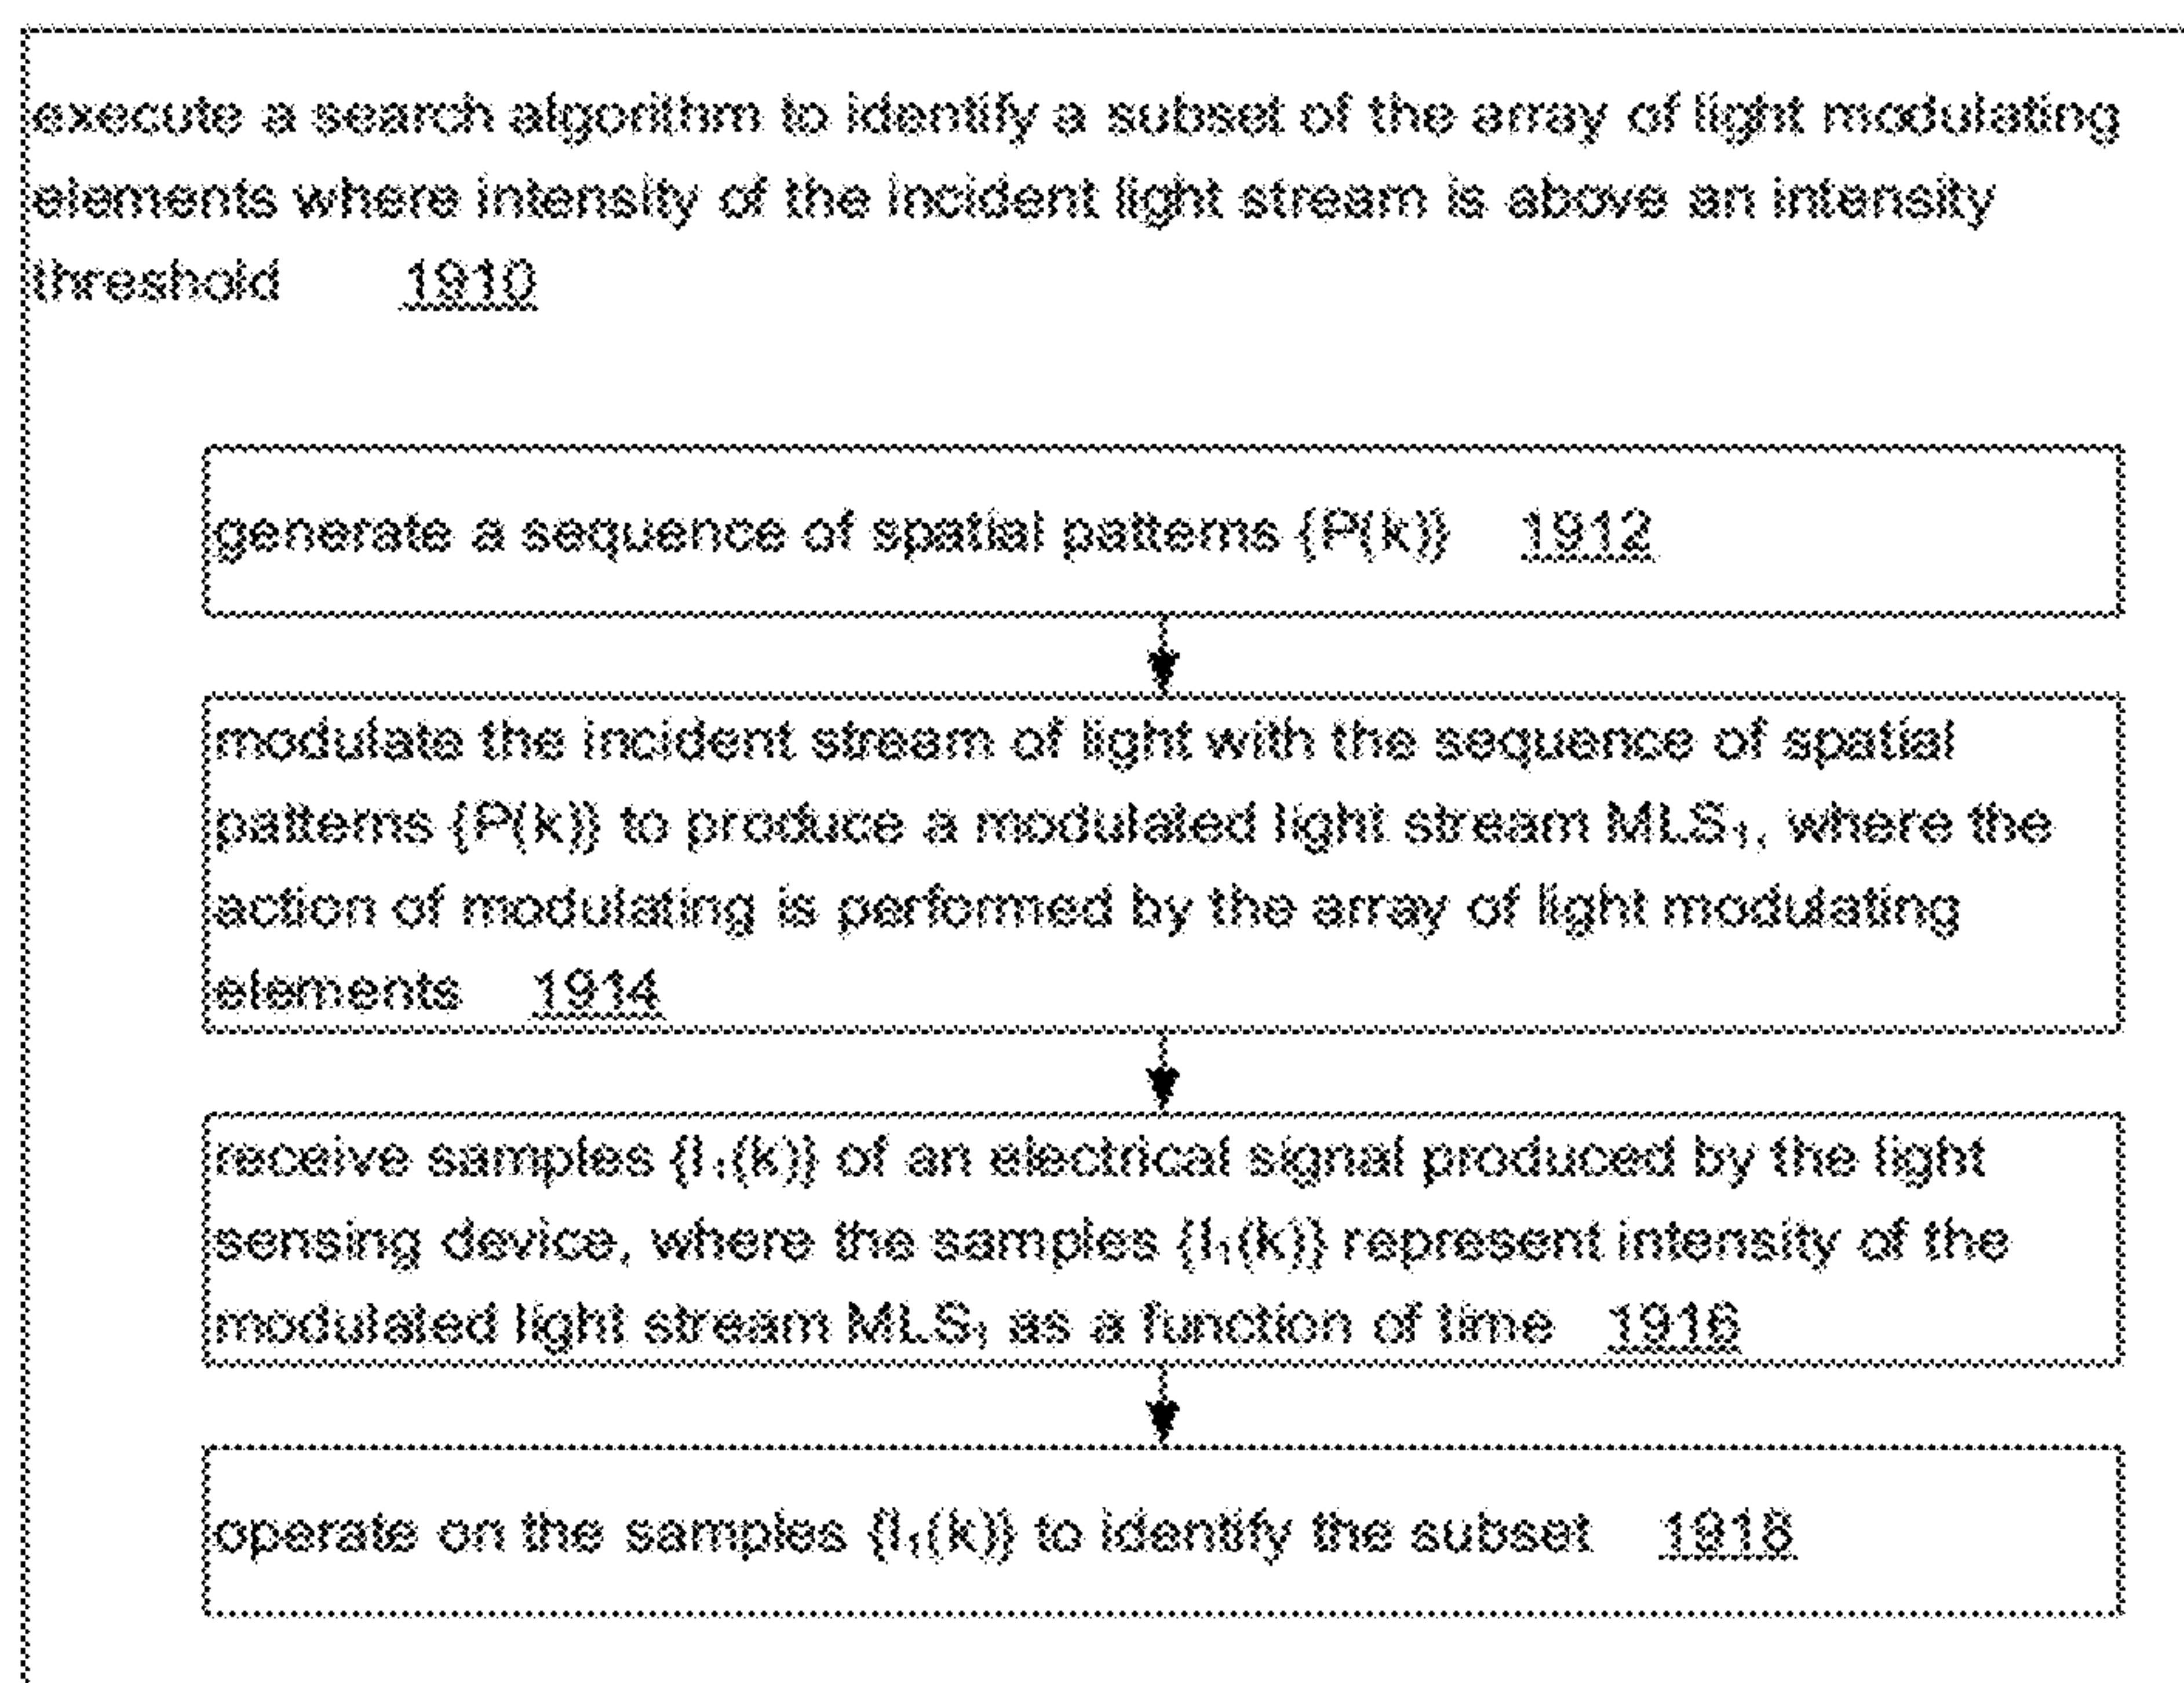 execute a search algorithm to identify a subset of the array of light modulating
elements where intensity of the incident light stream is above an intensity
threshold 1910
generate a sequence of spatial patterns {P(k)} 1912
modulate the incident stream of light with the sequence of spatial
patterns {P(k)} to produce a modulated light stream MLS₁, where the
action of modulating is performed by the array of light modulating
elements 1914
receive samples {I₁(k)} of an electrical signal produced by the light
sensing device, where the samples {I₁(k)} represent intensity of the
modulated light stream MLS₁ as a function of time 1916
operate on the samples {I₁(k)} to identify the subset 1918